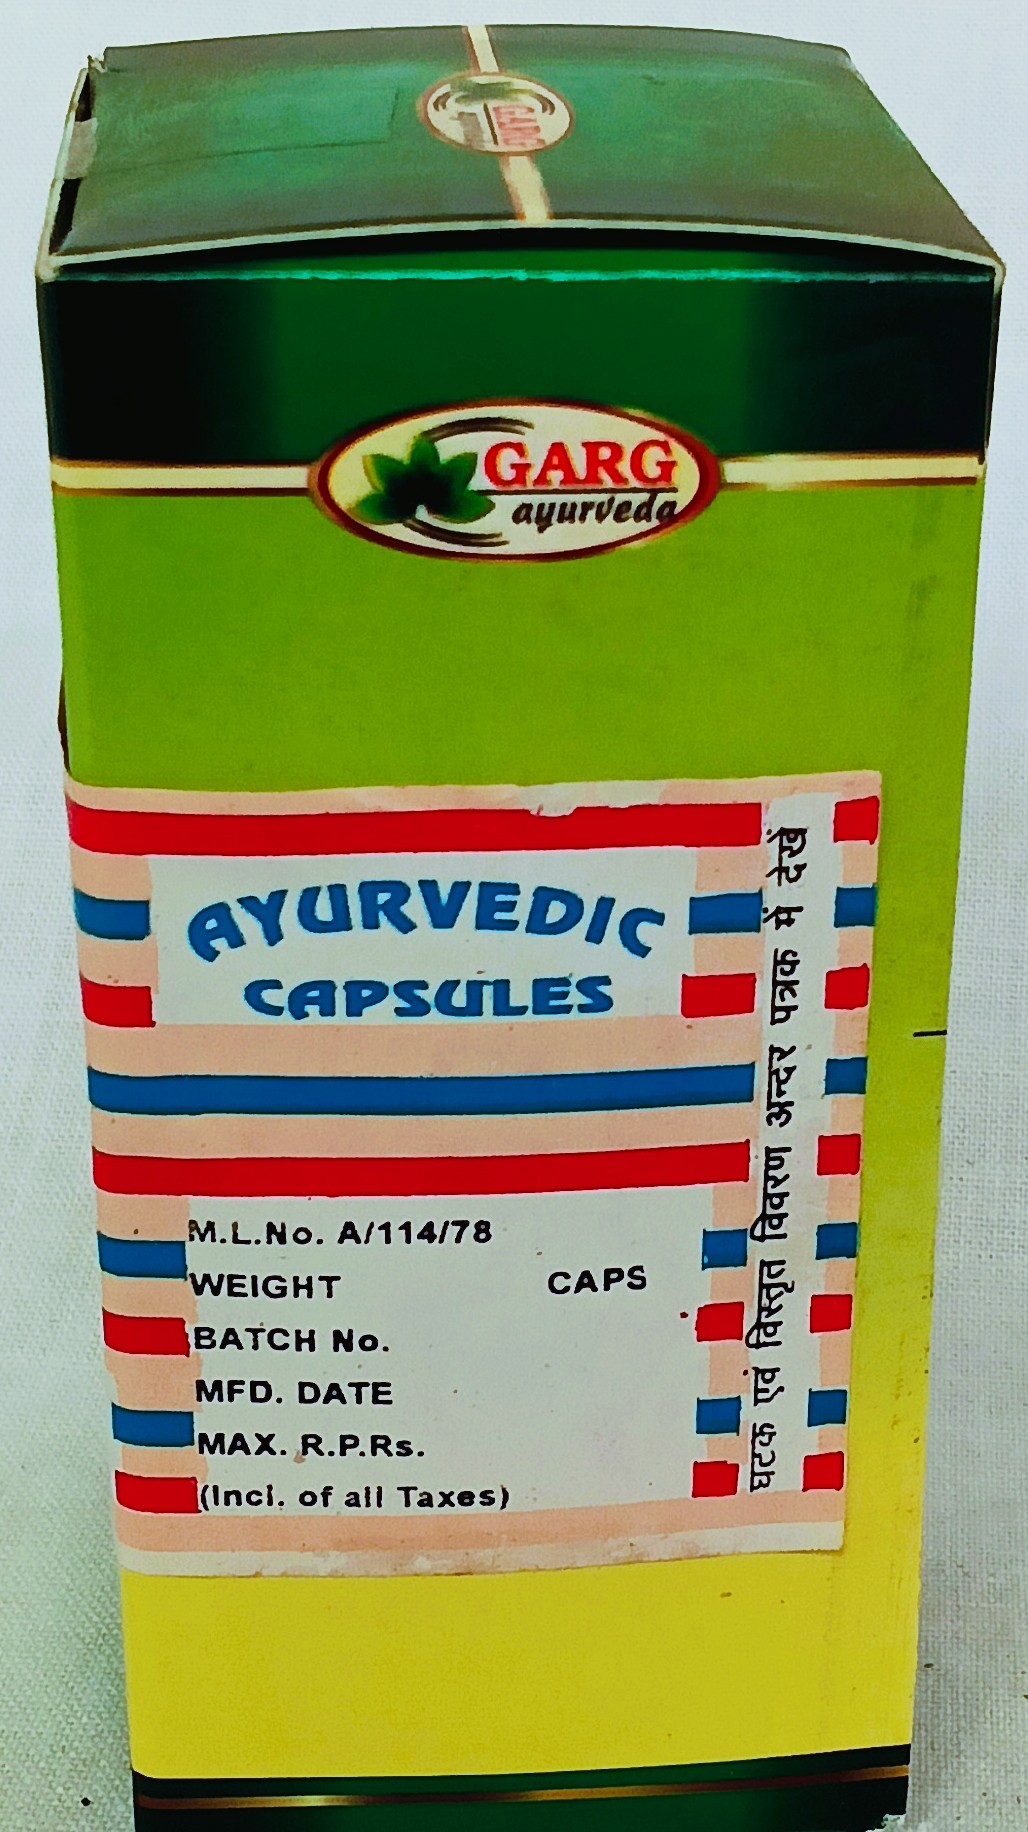 GARG
GARG
ayurveda
AYURVEDIC
CAPSULES
M.L.No. A/114/78
WEIGHT CAPS
BATCH No.
MFD. DATE
MAX. R.P.Rs.
(Incl. of all Taxes)
घटक एवं विस्तृत विवरण अन्दर पत्रक में देखें